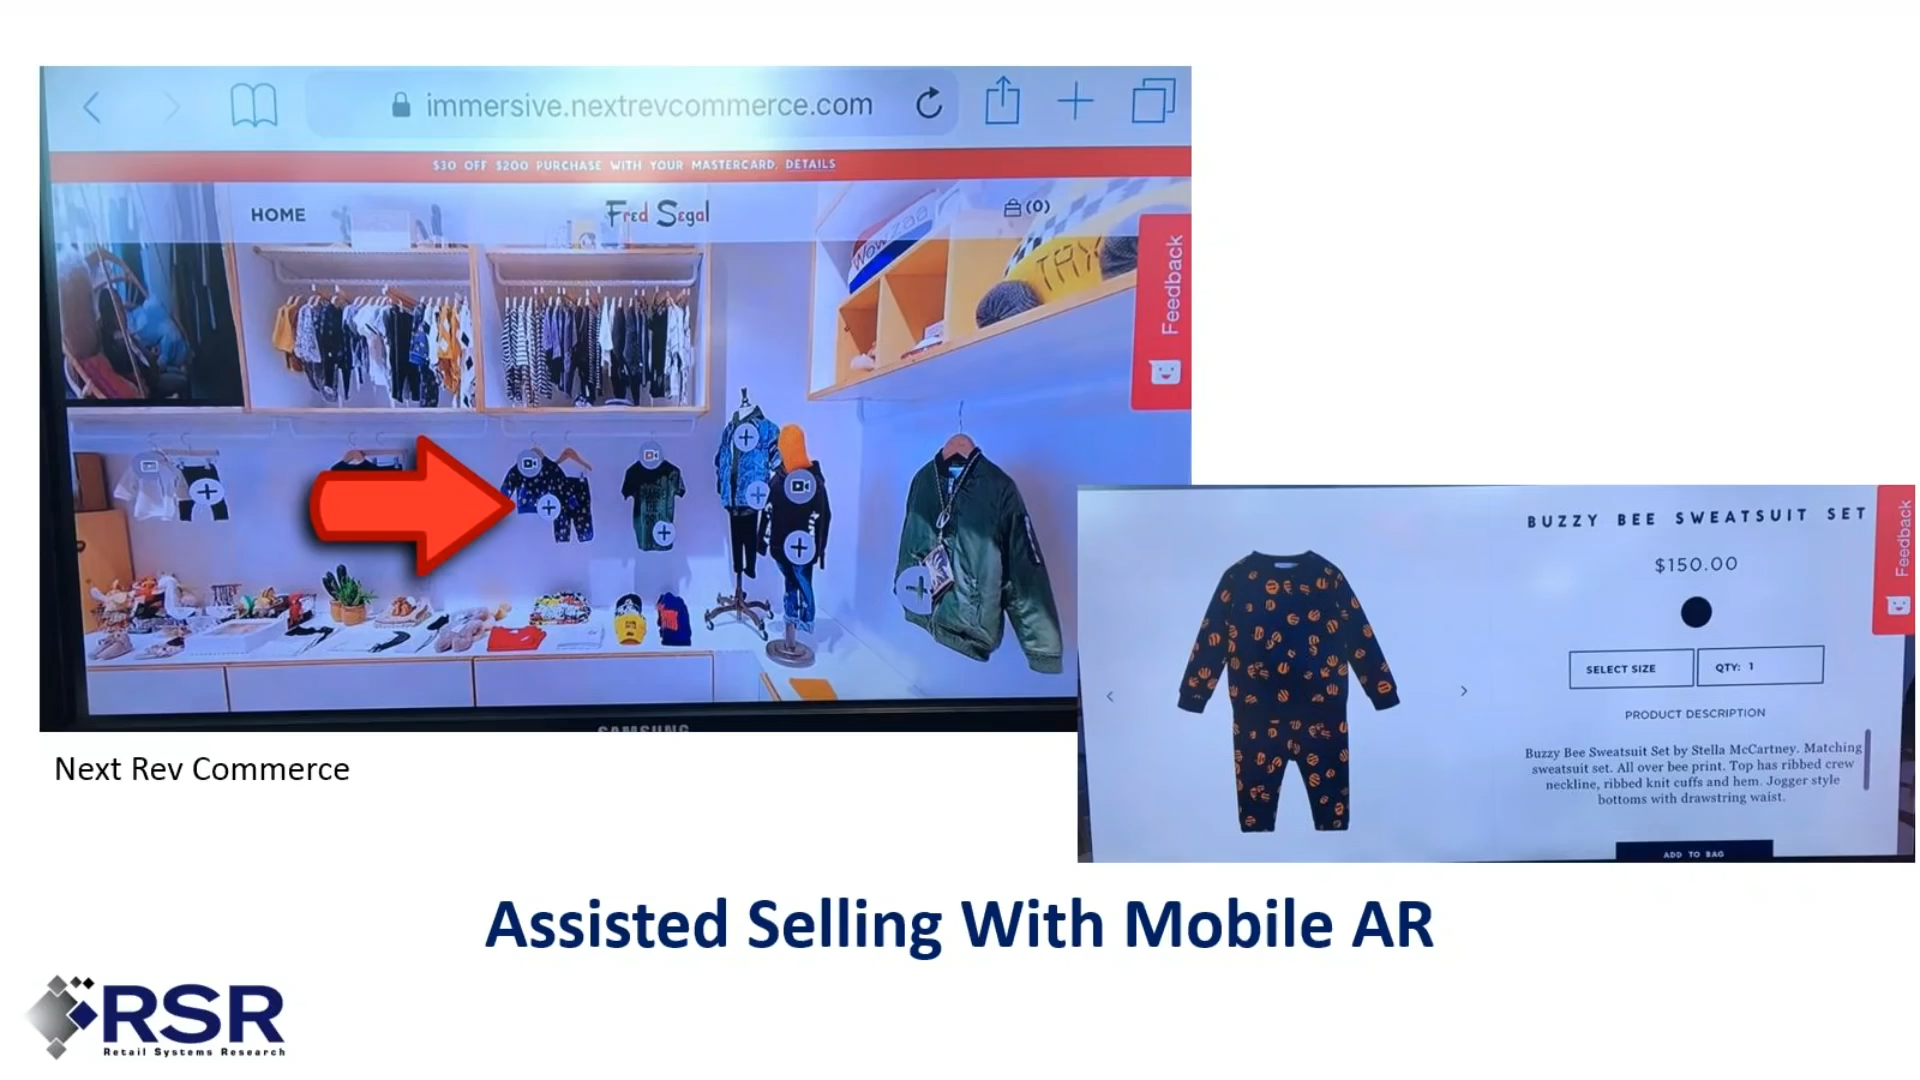 immersive.nextrevcommerce.com
$30 OFF $200 PURCHASE WITH YOUR MASTERCARD. DETAILS
HOME
Fred Segal
(0)
Feedback
WowZaa
TAXI
SAMSUNG
Next Rev Commerce
BUZZY BEE SWEATSUIT SET
$150.00
Feedback
SELECT SIZE
QTY: 1
PRODUCT DESCRIPTION
Buzzy Bee Sweatsuit Set by Stella McCartney. Matching
sweatsuit set. All over bee print. Top has ribbed crew
neckline, ribbed knit cuffs and hem. Jogger style
bottoms with drawstring waist.
ADD TO BAG
Assisted Selling With Mobile AR
RSR
Retail Systems Research